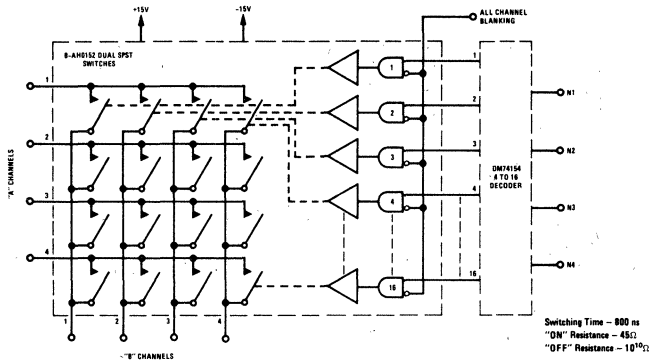 +15V
-15V
ALL CHANNEL
BLANKING
8-AH0152 DUAL SPST
SWITCHES
1
2
3
4
"A" CHANNELS
1
2
3
4
"B" CHANNELS
1
2
3
4
16
1
2
3
4
16
DM74154
4 TO 16
DECODER
N1
N2
N3
N4
Switching Time – 800 ns
"ON" Resistance – 45Ω
"OFF" Resistance – 10¹⁰Ω